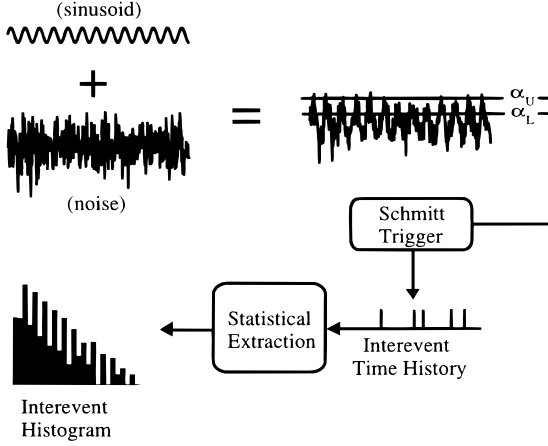 (sinusoid)
+
=
α_U
α_L
(noise)
Schmitt
Trigger
Statistical
Extraction
Interevent
Time History
Interevent
Histogram